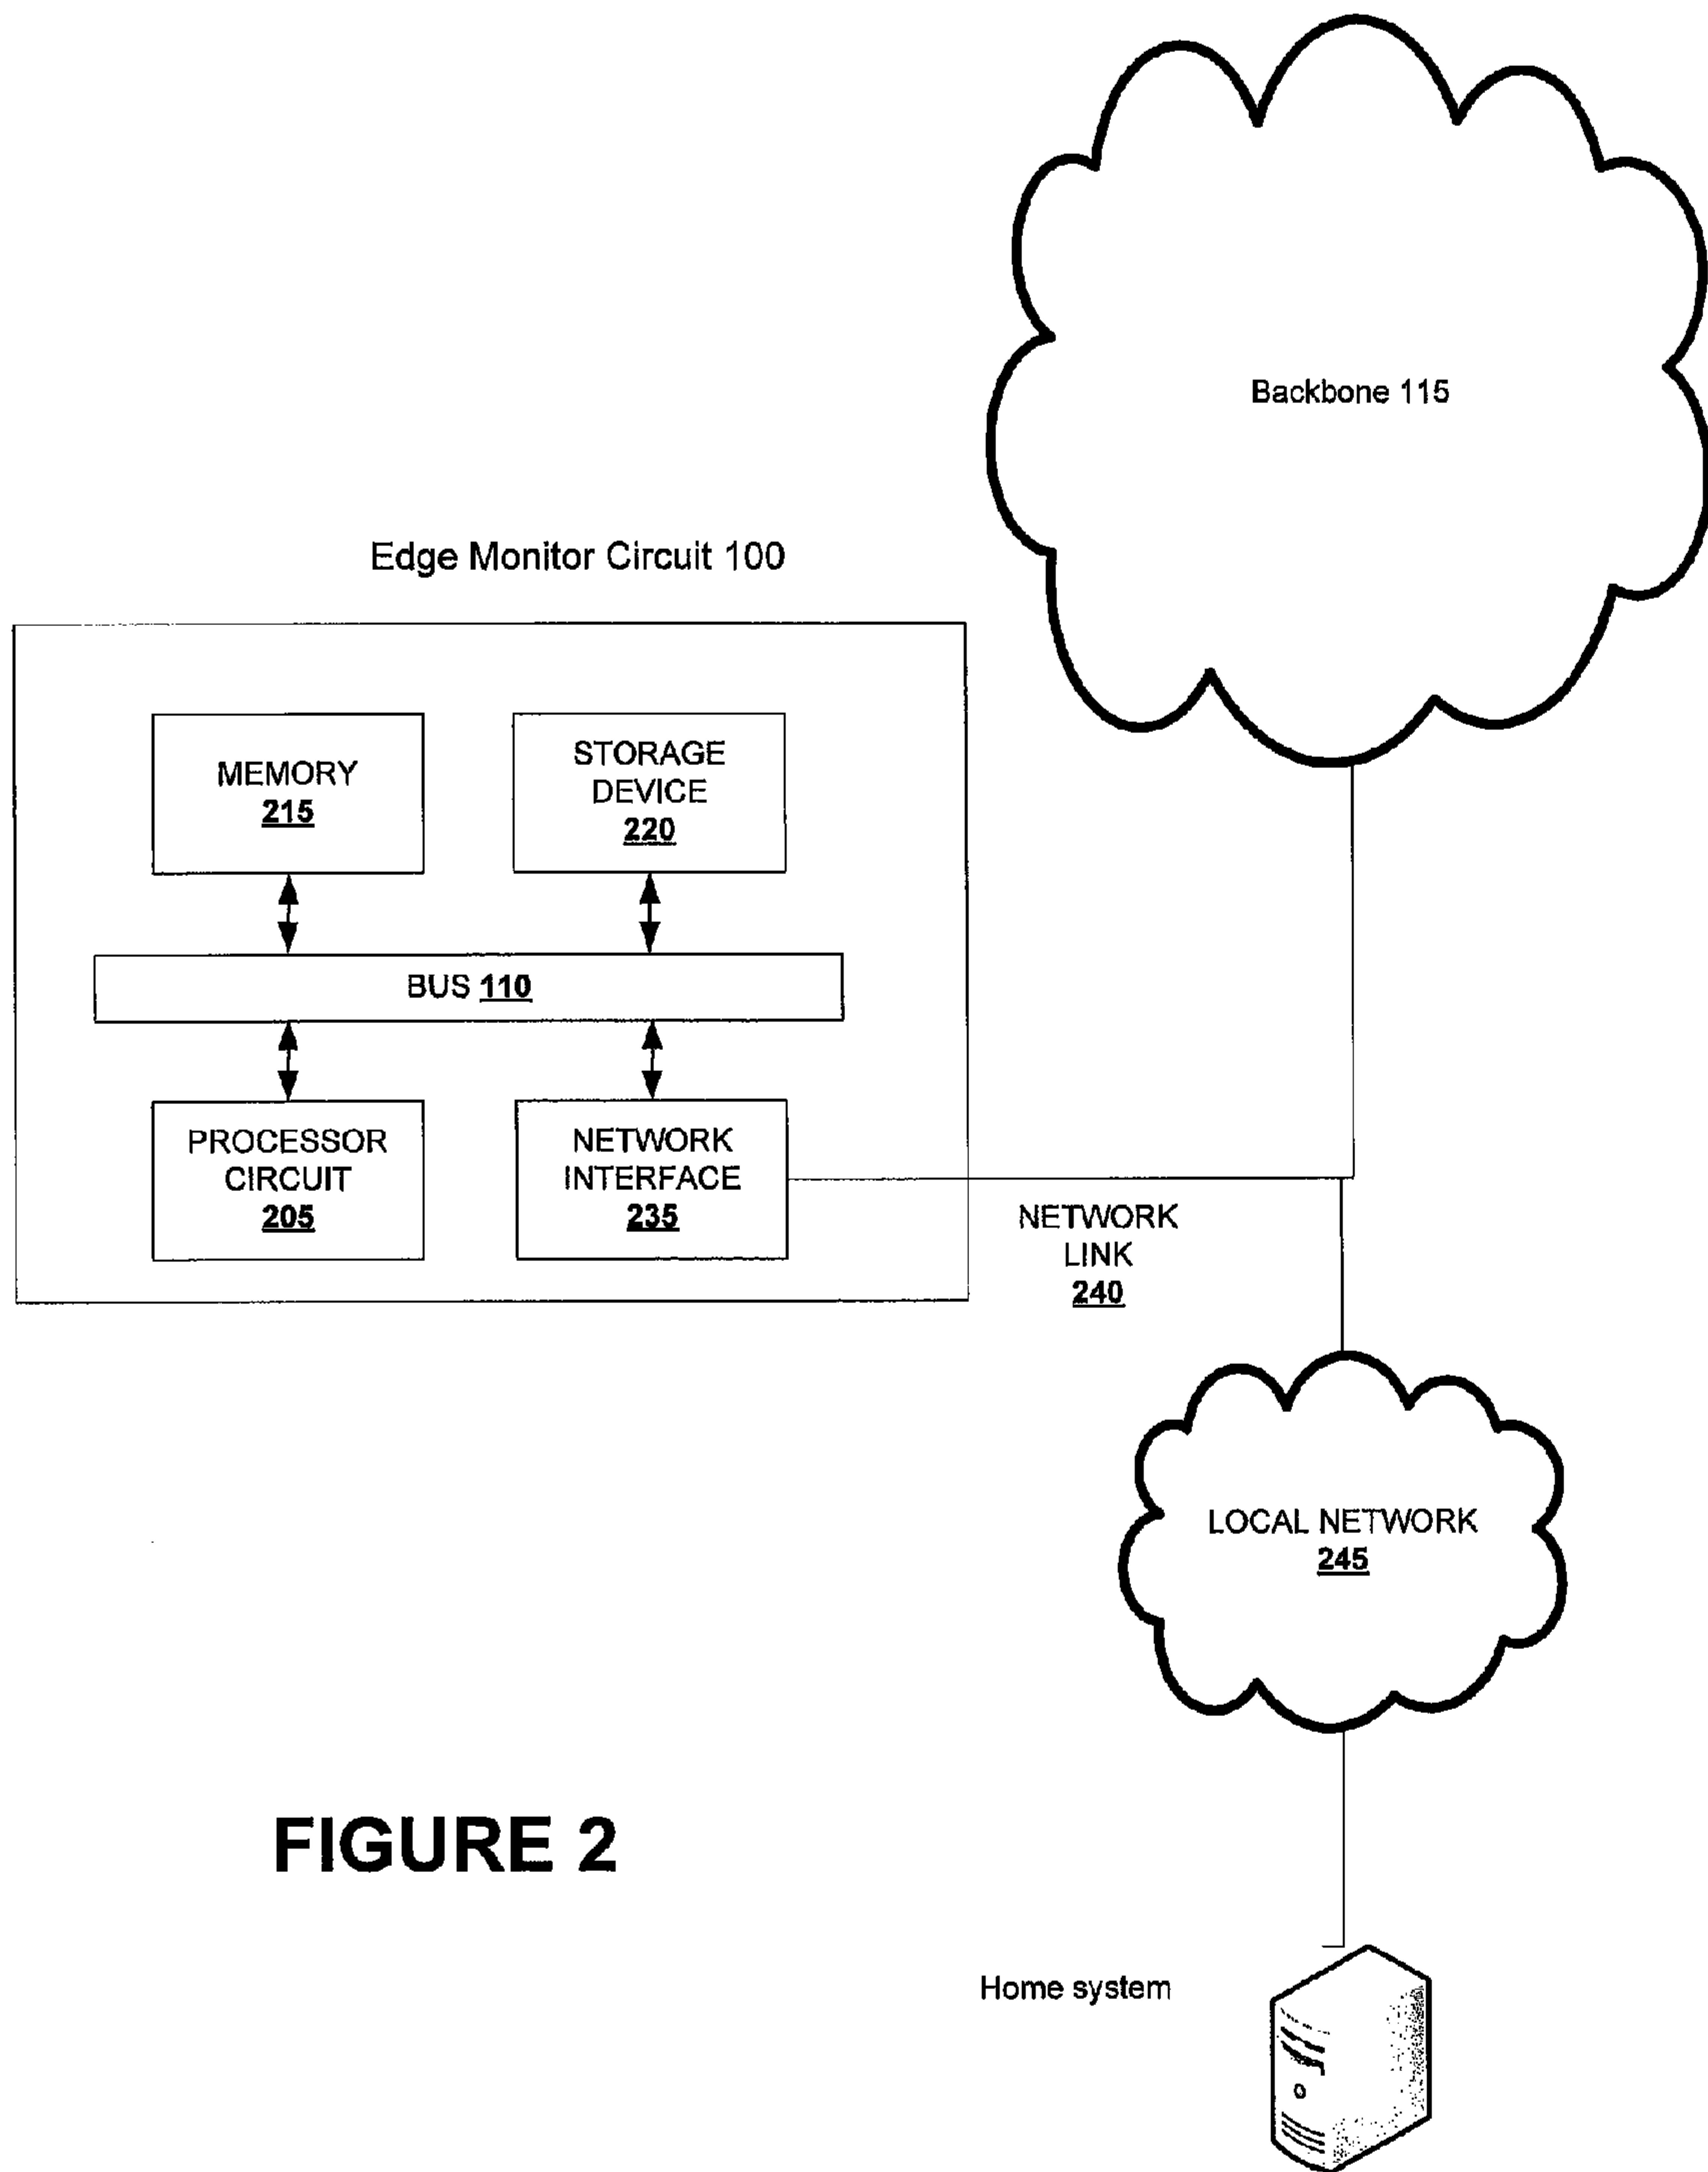 Backbone 115
Edge Monitor Circuit 100
MEMORY
215
STORAGE
DEVICE
220
BUS 110
PROCESSOR
CIRCUIT
205
NETWORK
INTERFACE
235
NETWORK
LINK
240
LOCAL NETWORK
245
FIGURE 2
Home system